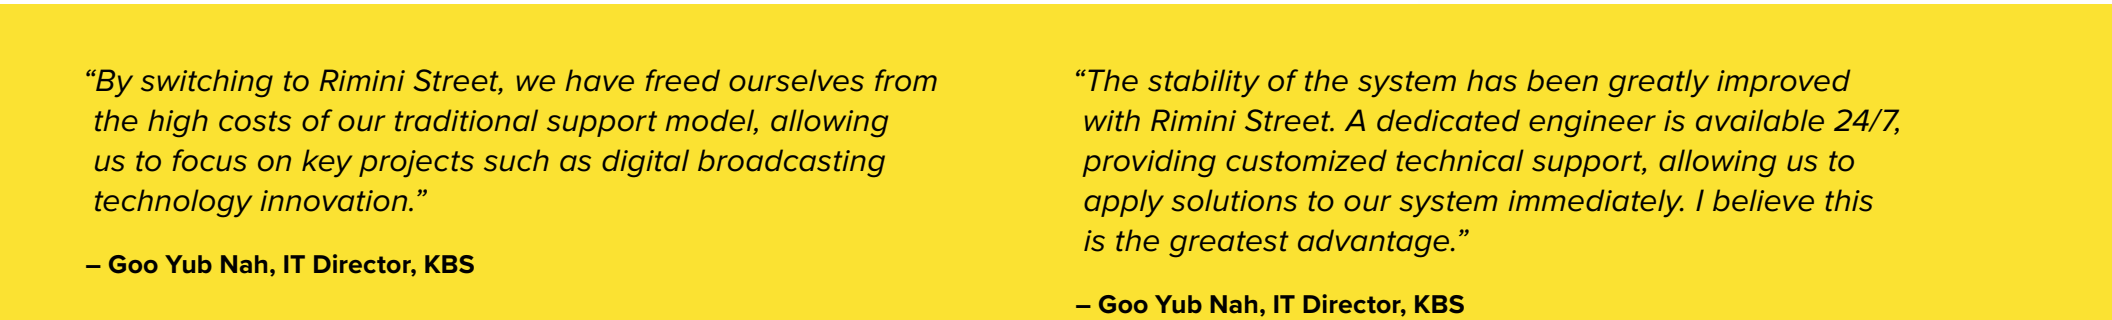 “By switching to Rimini Street, we have freed ourselves from
the high costs of our traditional support model, allowing
us to focus on key projects such as digital broadcasting
technology innovation.”
– Goo Yub Nah, IT Director, KBS
“The stability of the system has been greatly improved
with Rimini Street. A dedicated engineer is available 24/7,
providing customized technical support, allowing us to
apply solutions to our system immediately. I believe this
is the greatest advantage.”
– Goo Yub Nah, IT Director, KBS